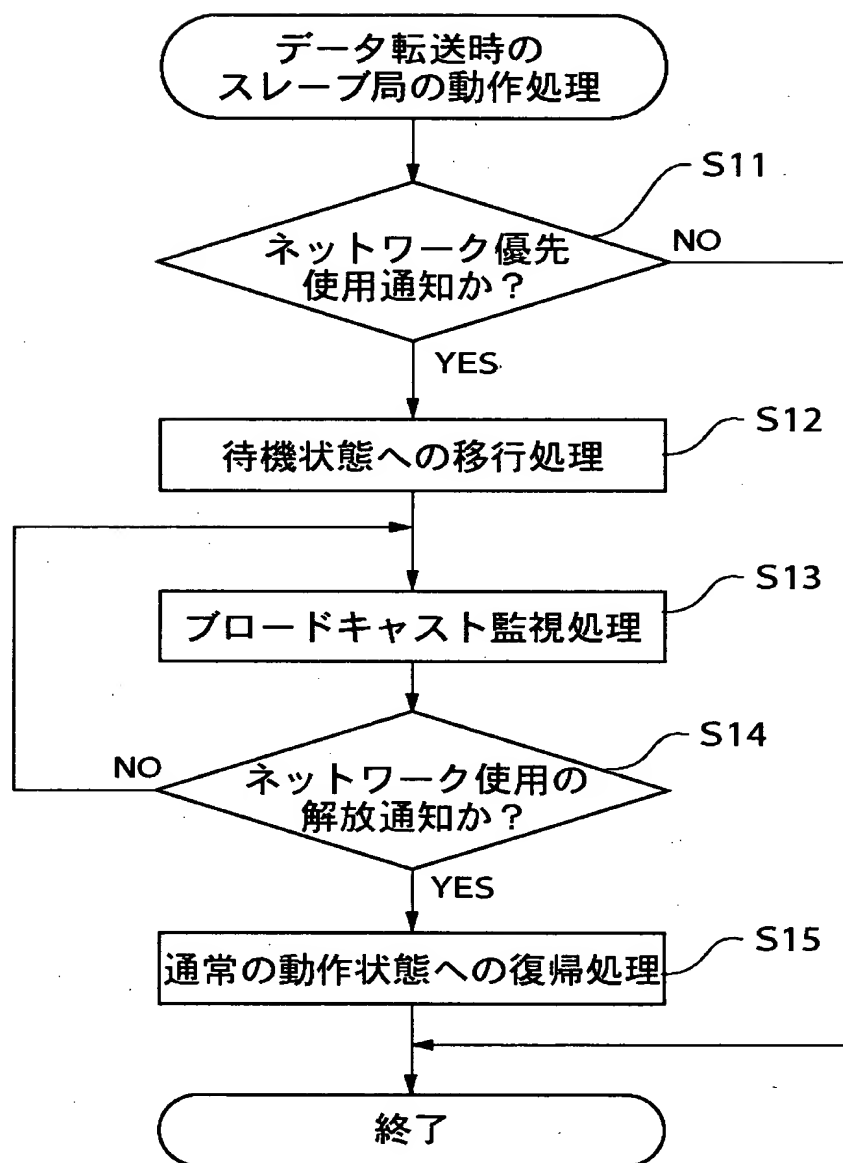 データ転送時の
スレーブ局の動作処理
S11
ネットワーク優先
使用通知か？
NO
YES
S12
待機状態への移行処理
S13
ブロードキャスト監視処理
S14
NO
ネットワーク使用の
解放通知か？
YES
S15
通常の動作状態への復帰処理
終了